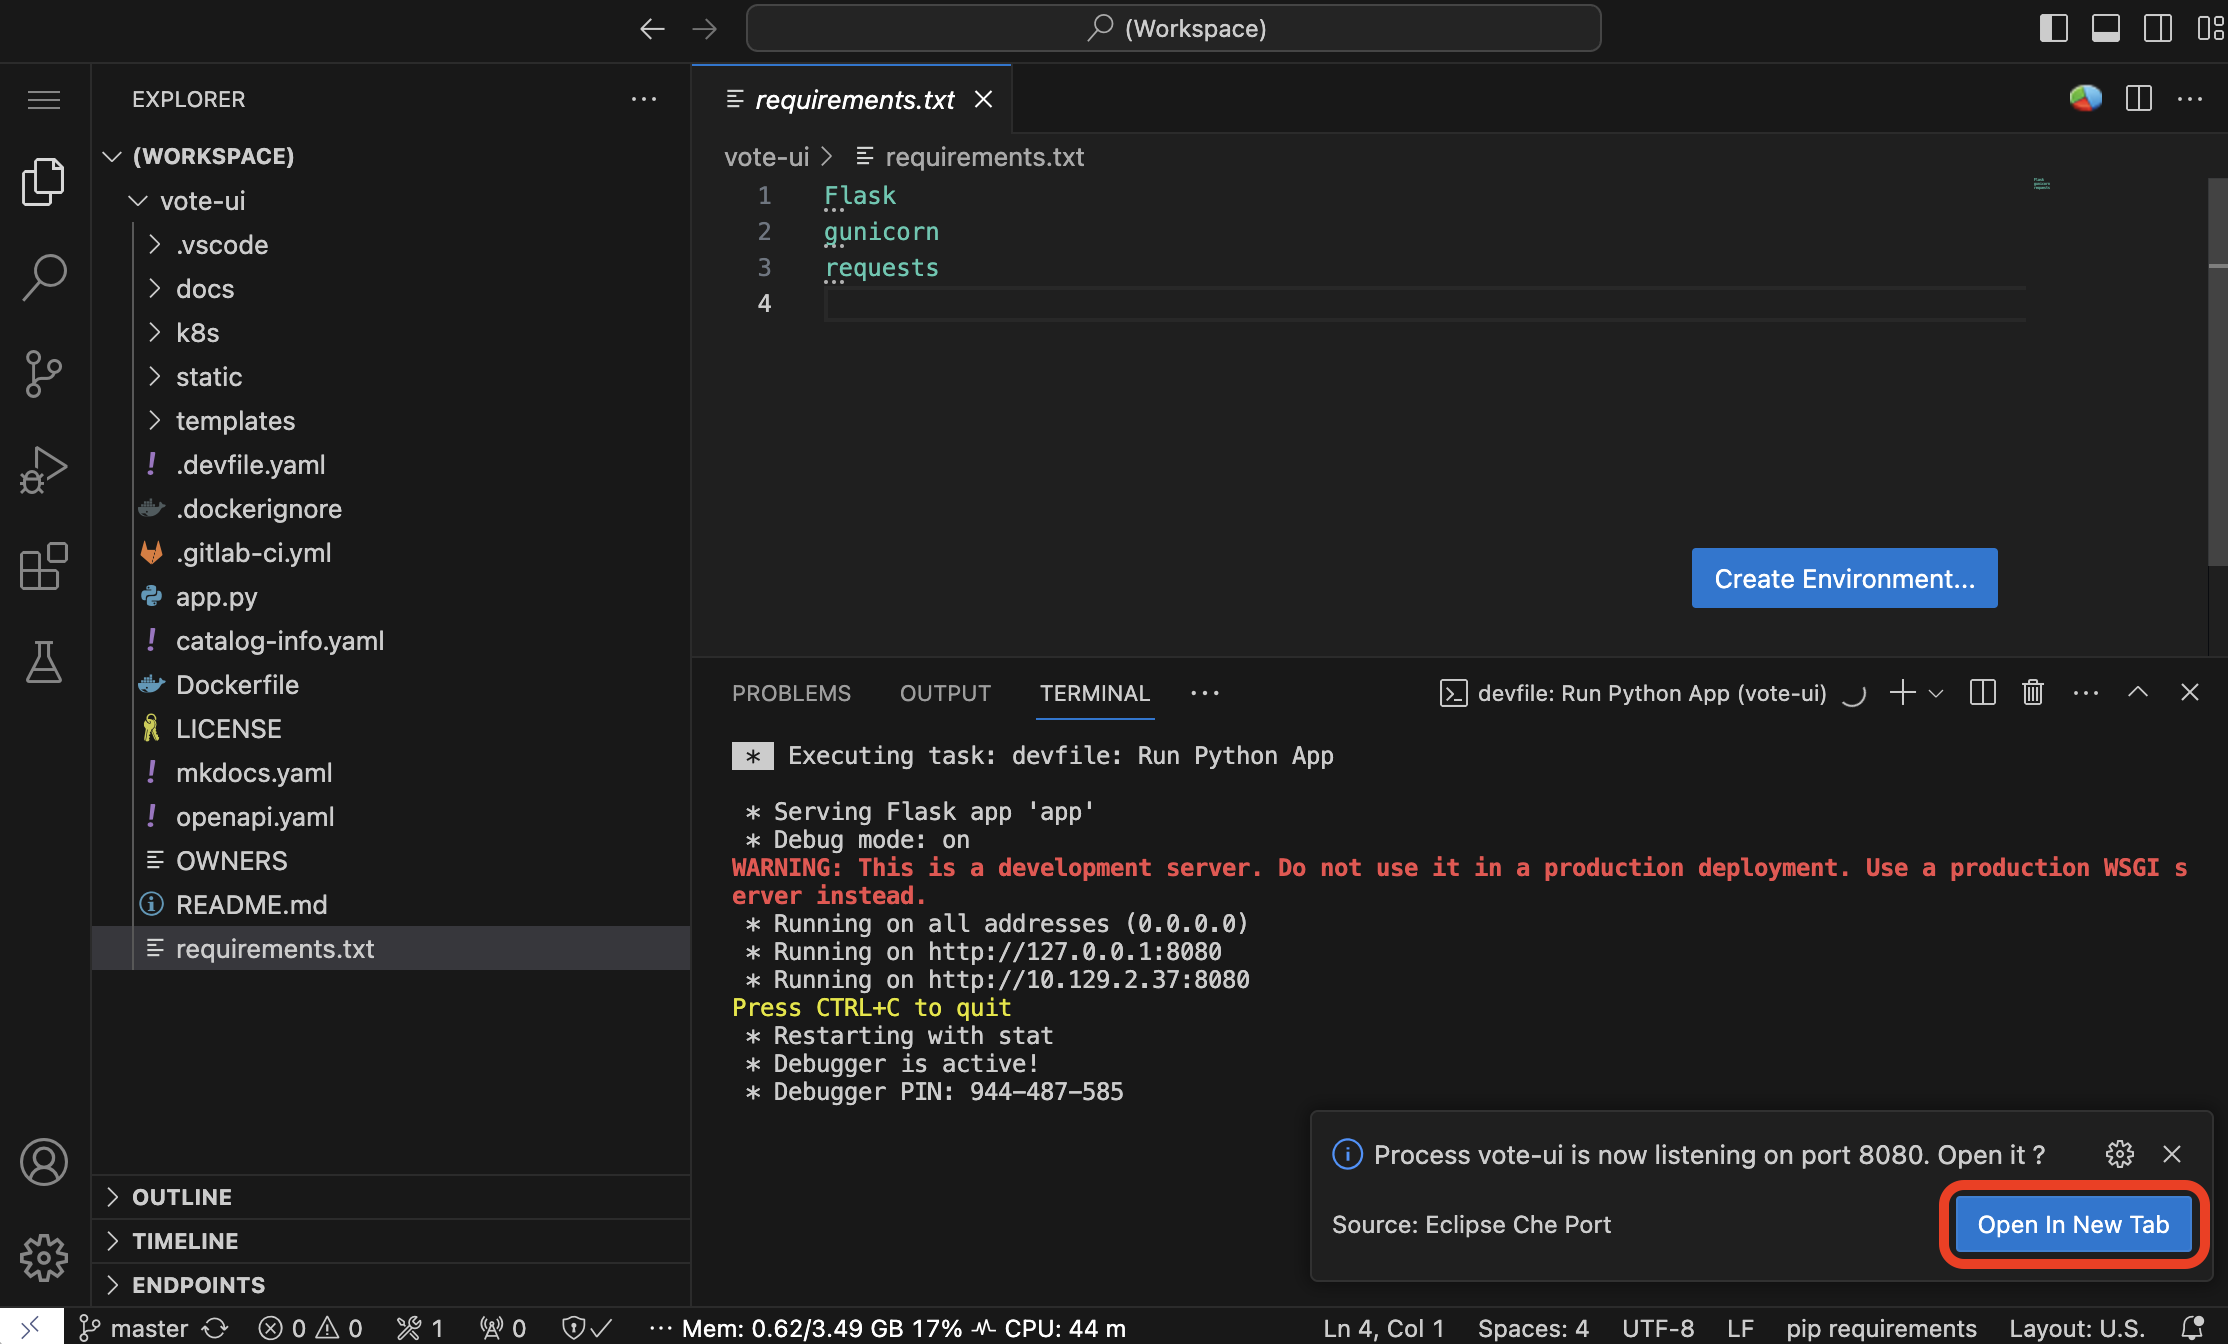 (Workspace)
EXPLORER
(WORKSPACE)
vote-ui
.vscode
docs
k8s
static
templates
.devfile.yaml
.dockerignore
.gitlab-ci.yml
app.py
catalog-info.yaml
Dockerfile
LICENSE
mkdocs.yaml
openapi.yaml
OWNERS
README.md
requirements.txt
OUTLINE
TIMELINE
ENDPOINTS
requirements.txt
vote-ui > requirements.txt
1 Flask
2 gunicorn
3 requests
4
Create Environment...
PROBLEMS OUTPUT TERMINAL
devfile: Run Python App (vote-ui)
* Executing task: devfile: Run Python App
* Serving Flask app 'app'
* Debug mode: on
WARNING: This is a development server. Do not use it in a production deployment. Use a production WSGI s
erver instead.
* Running on all addresses (0.0.0.0)
* Running on http://127.0.0.1:8080
* Running on http://10.129.2.37:8080
Press CTRL+C to quit
* Restarting with stat
* Debugger is active!
* Debugger PIN: 944-487-585
Process vote-ui is now listening on port 8080. Open it ?
Source: Eclipse Che Port
Open In New Tab
master 0 0 1 0 Mem: 0.62/3.49 GB 17% CPU: 44 m Ln 4, Col 1 Spaces: 4 UTF-8 LF pip requirements Layout: U.S.